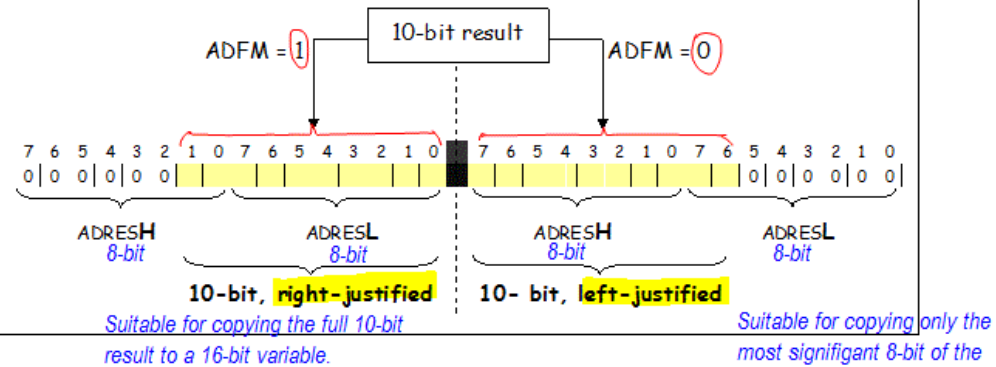 10-bit result
ADFM = 1
ADFM = 0
7 6 5 4 3 2 1 0 7 6 5 4 3 2 1 0 7 6 5 4 3 2 1 0 7 6 5 4 3 2 1 0
0 0 0 0 0 0 0 0 0 0 0 0
ADRESH ADRESL ADRESH ADRESL
8-bit 8-bit 8-bit 8-bit
10-bit, right-justified 10- bit, left-justified
Suitable for copying the full 10-bit
result to a 16-bit variable.
Suitable for copying only the
most signifigant 8-bit of the